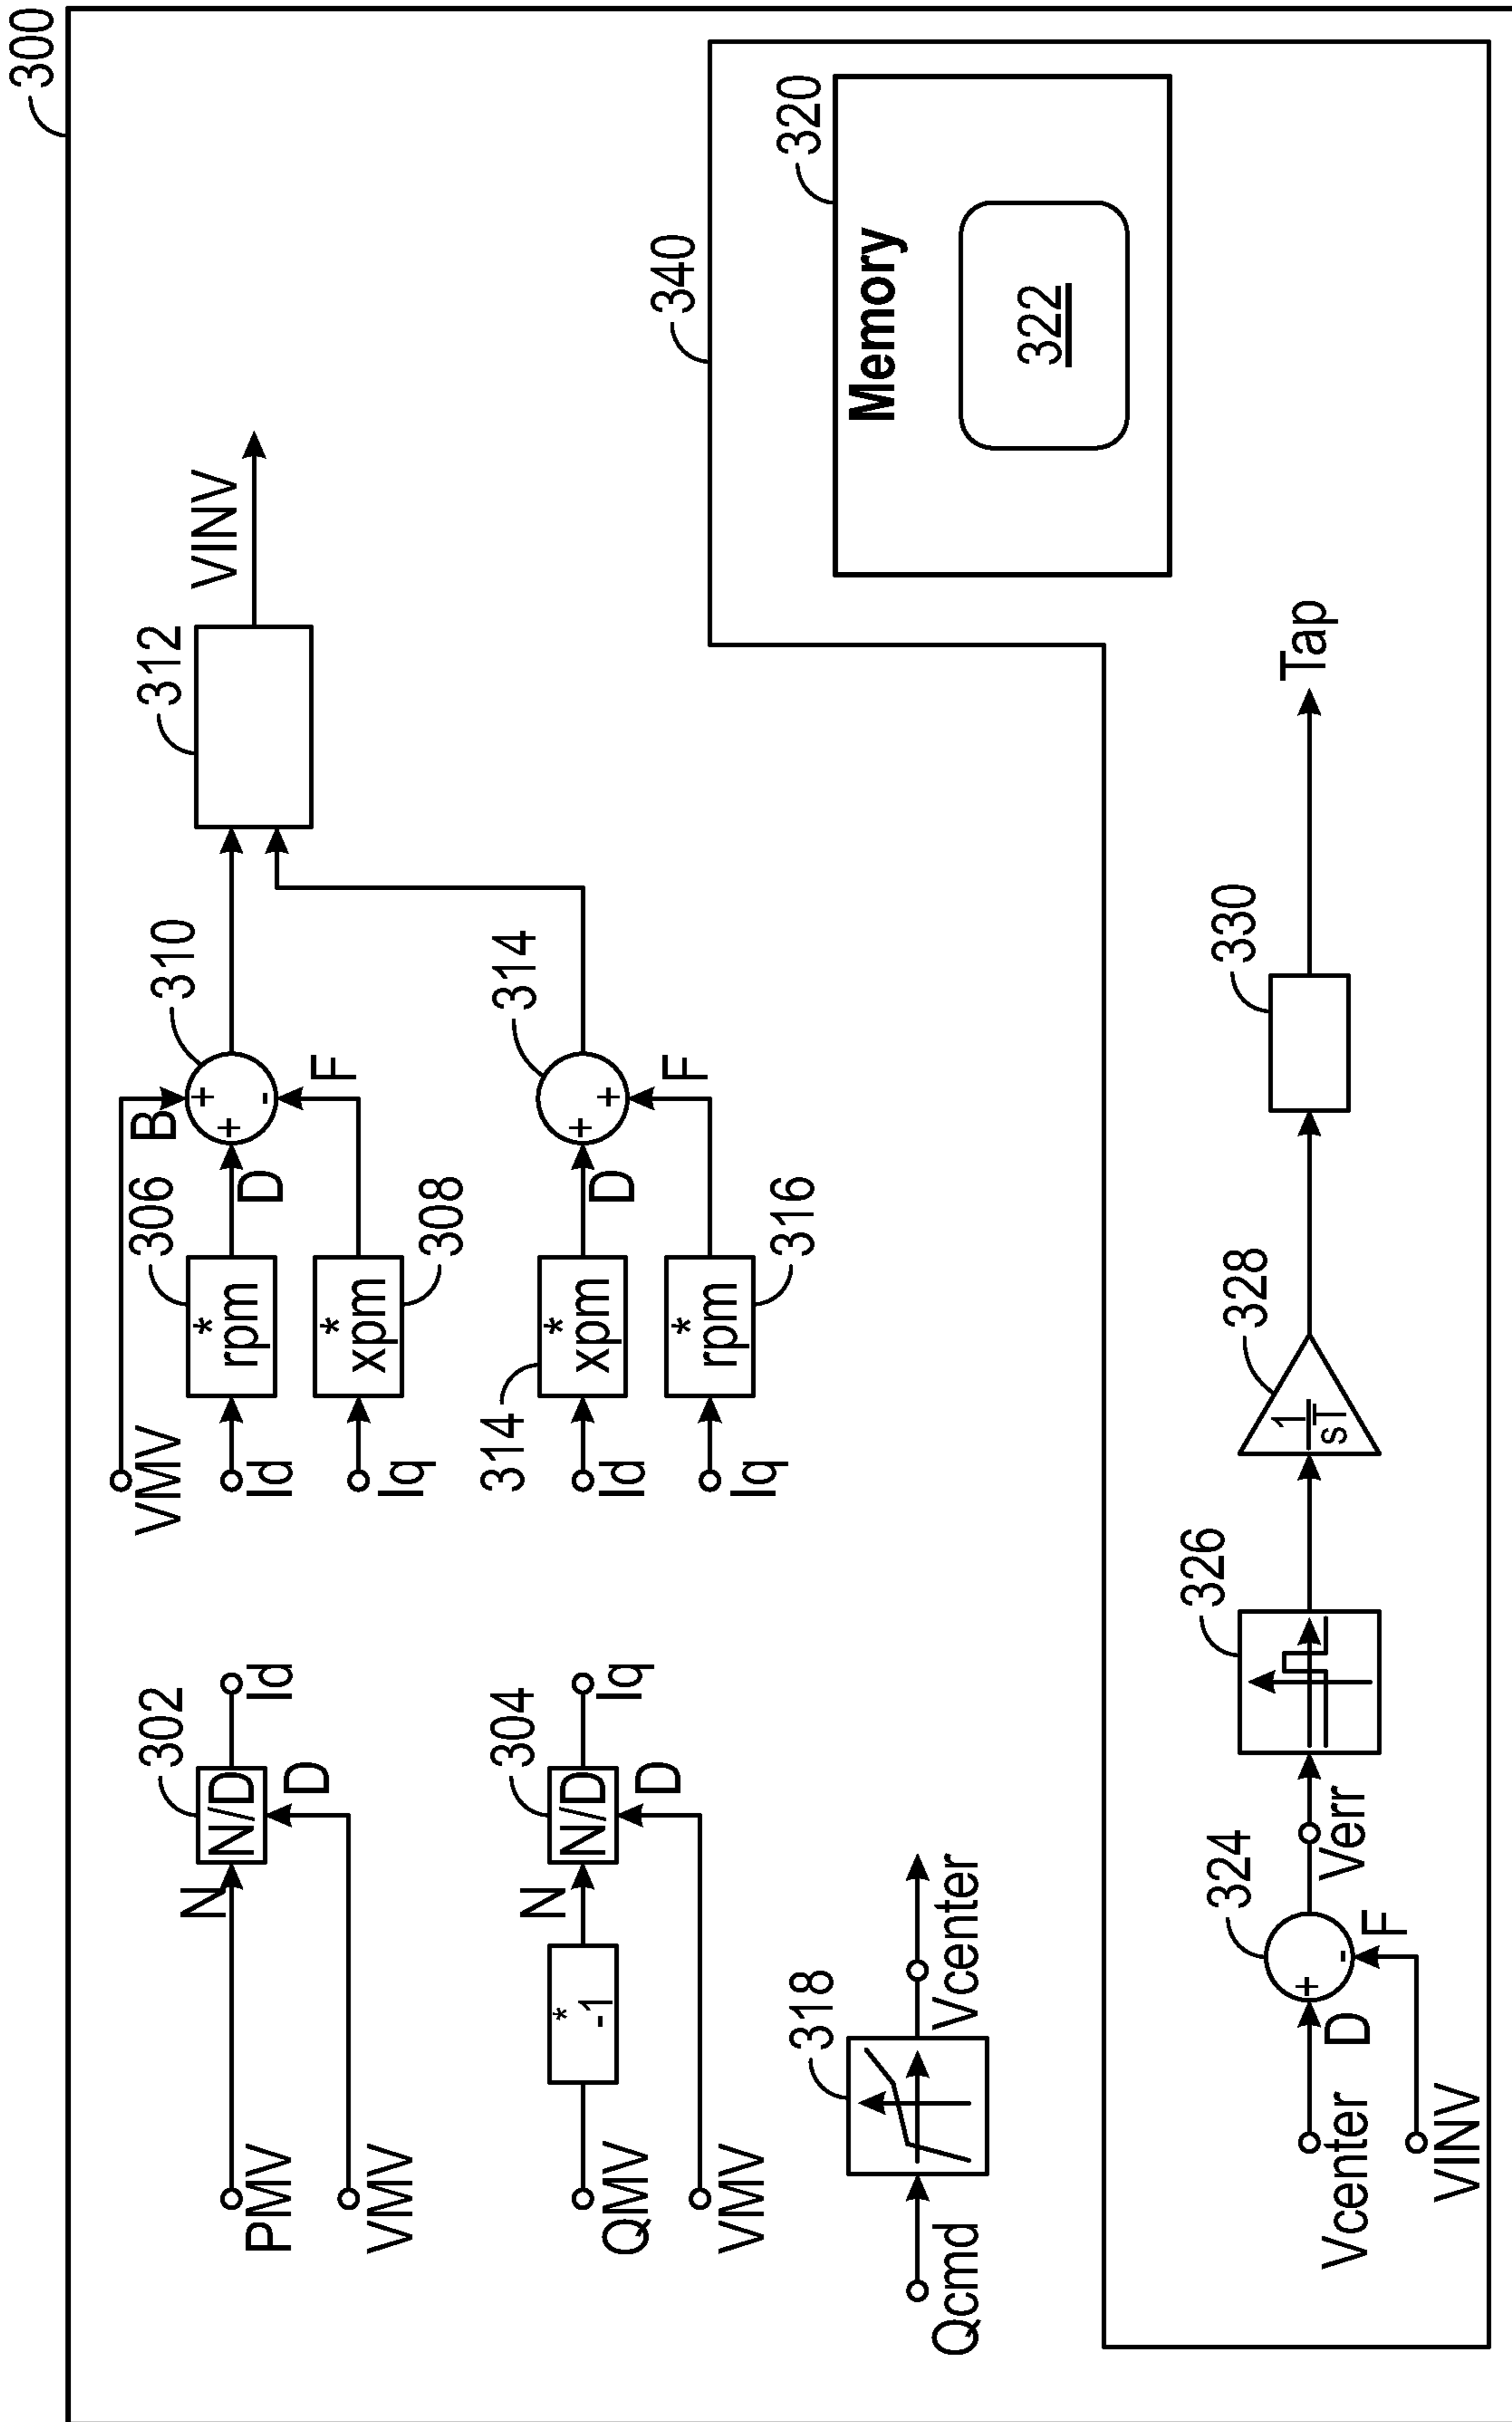 300
312
VINV
310
B
+
+
-
306
D
F
VMV
*
rpm
Id
308
*
xpm
Iq
314
+
+
D
F
314
*
xpm
Id
316
*
rpm
Iq
302
N
N/D
Id
D
PMV
VMV
304
N
N/D
Iq
D
*
-1
QMV
VMV
318
Qcmd
Vcenter
340
320
Memory
322
324
Vcenter
D
+
-
F
VINV
Verr
326
328
1
sT
330
Tap